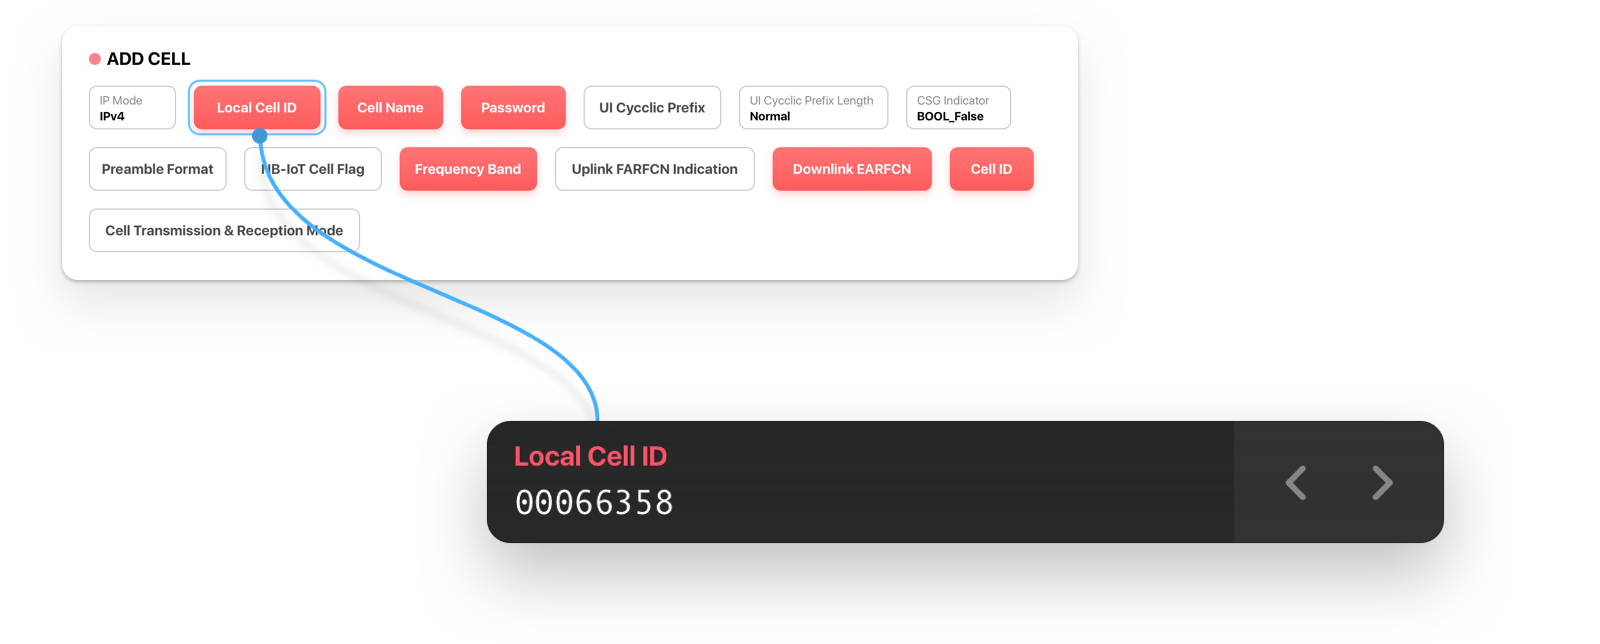 ADD CELL
IP Mode
IPv4
Local Cell ID
Cell Name
Password
UI Cycclic Prefix
UI Cycclic Prefix Length
Normal
CSG Indicator
BOOL_False
Preamble Format
NB-IoT Cell Flag
Frequency Band
Uplink FARFCN Indication
Downlink EARFCN
Cell ID
Cell Transmission & Reception Mode
Local Cell ID
00066358